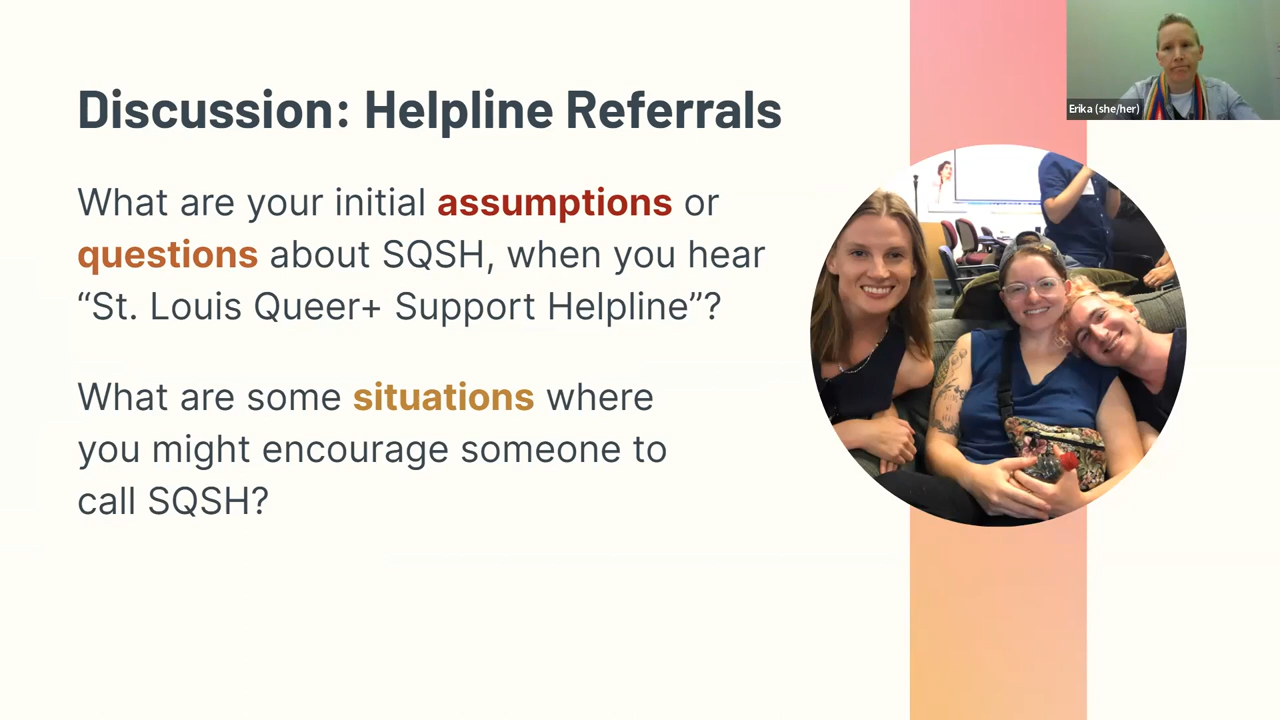 Discussion: Helpline Referrals
What are your initial assumptions or
questions about SQSH, when you hear
“St. Louis Queer+ Support Helpline”?
What are some situations where
you might encourage someone to
call SQSH?
Erika (she/her)